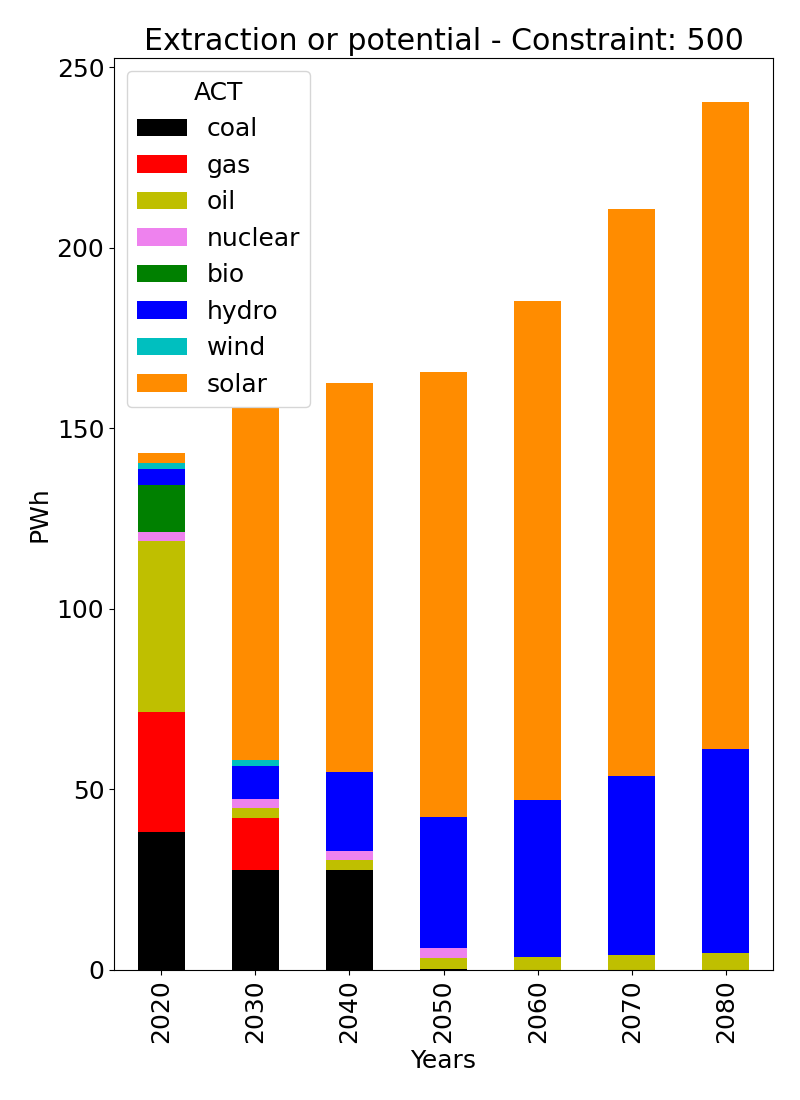 Extraction or potential - Constraint: 500
250
200
150
100
50
0
PWh
ACT
coal
gas
oil
nuclear
bio
hydro
wind
solar
2020
2030
2040
2050
2060
2070
2080
Years